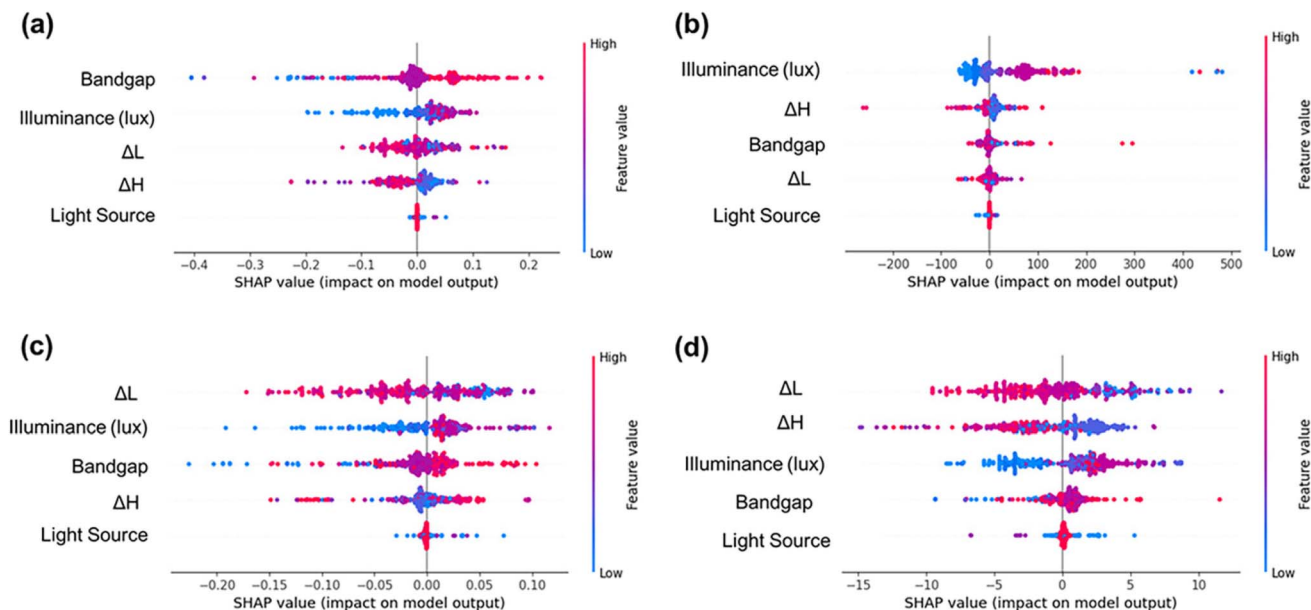 (a)
High
Bandgap
Illuminance (lux)
ΔL
ΔH
Light Source
Feature value
Low
−0.4 −0.3 −0.2 −0.1 0.0 0.1 0.2
SHAP value (impact on model output)
(b)
High
Illuminance (lux)
ΔH
Bandgap
ΔL
Light Source
Feature value
Low
−200 −100 0 100 200 300 400 500
SHAP value (impact on model output)
(c)
High
ΔL
Illuminance (lux)
Bandgap
ΔH
Light Source
Feature value
Low
−0.20 −0.15 −0.10 −0.05 0.00 0.05 0.10
SHAP value (impact on model output)
(d)
High
ΔL
ΔH
Illuminance (lux)
Bandgap
Light Source
Feature value
Low
−15 −10 −5 0 5 10
SHAP value (impact on model output)